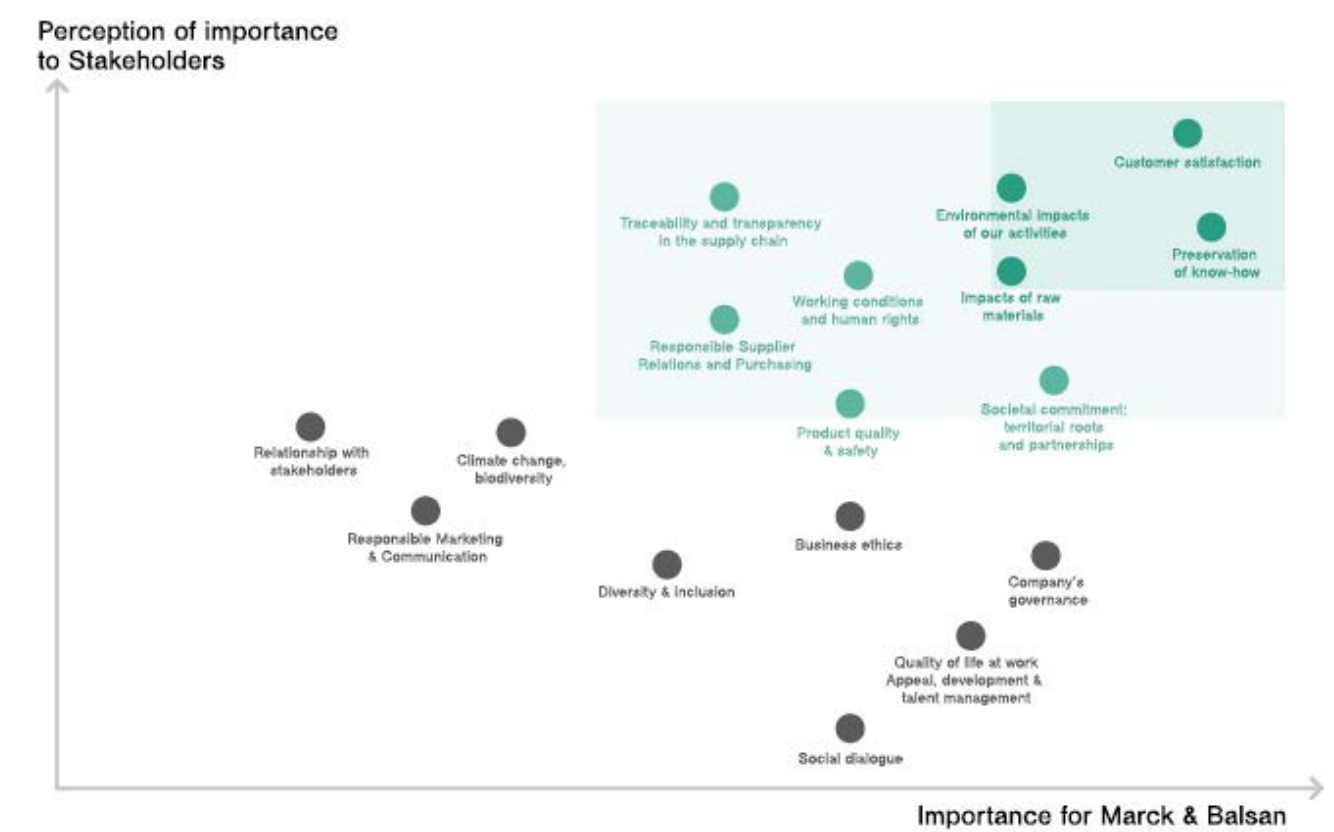 Perception of importance
to Stakeholders
Customer satisfaction
Environmental impacts
of our activities
Traceability and transparency
in the supply chain
Preservation
of know-how
Working conditions
and human rights
Impacts of raw
materials
Responsible Supplier
Relations and Purchasing
Societal commitment:
territorial roots
and partnerships
Product quality
& safety
Relationship with
stakeholders
Climate change,
biodiversity
Responsible Marketing
& Communication
Business ethics
Diversity & inclusion
Company's
governance
Quality of life at work
Appeal, development &
talent management
Social dialogue
Importance for Marck & Balsan